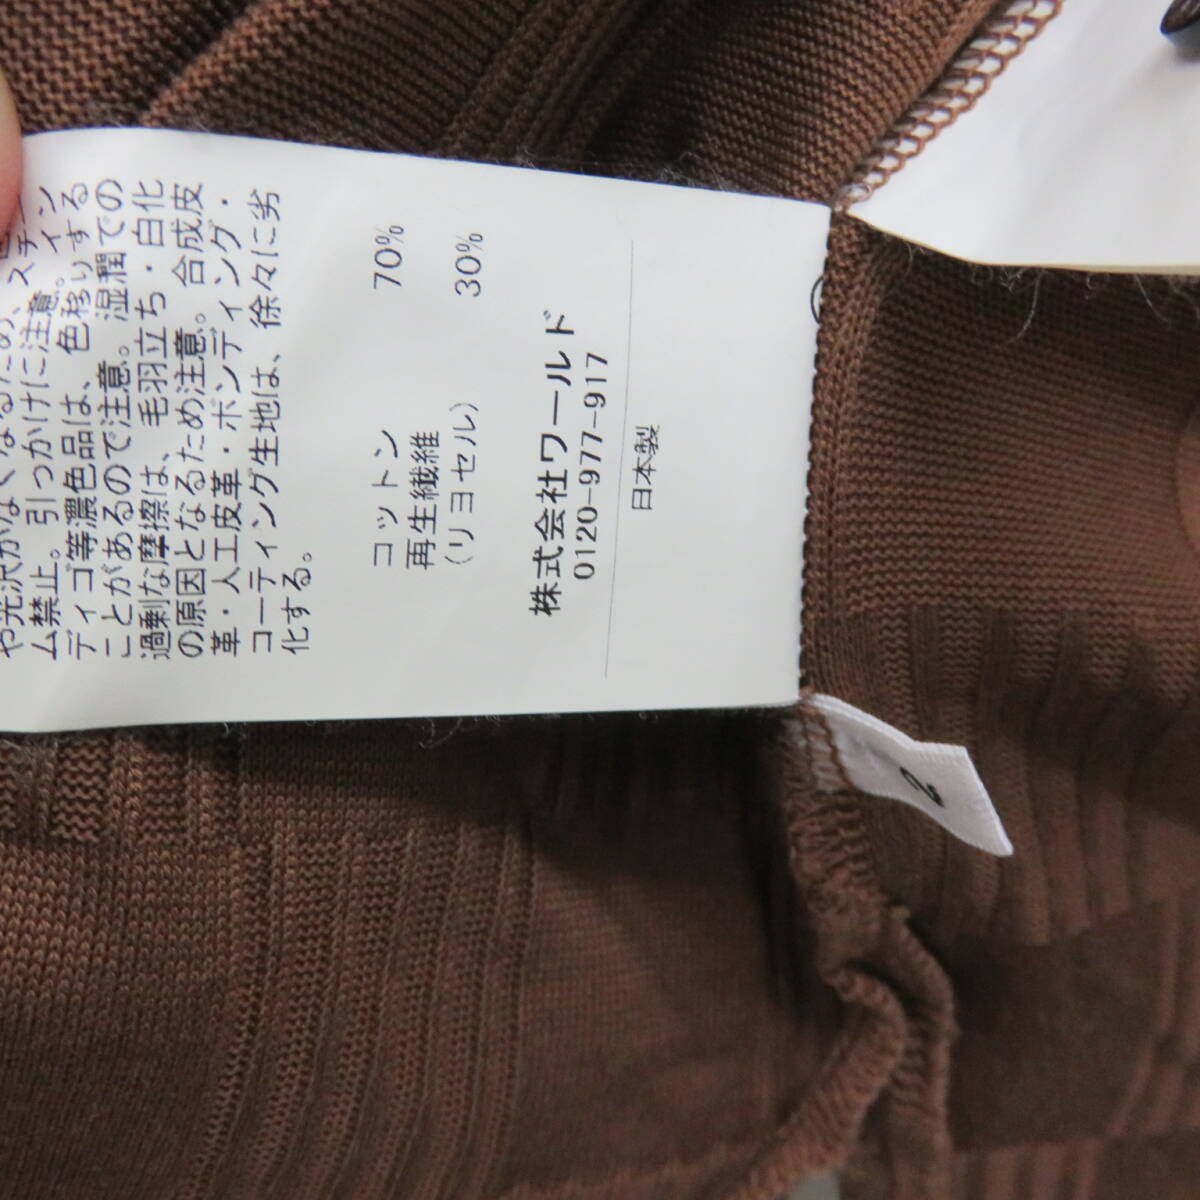 や光沢がなくなるため、スチーン
ム禁止。引っかけに注意。イン
ディゴ等濃色品は、色移りする
ことがあるので注意。湿潤での
過剰な摩擦は、毛羽立ち・白化
の原因となるため注意。合成皮
革・人工皮革・ボンディング・
コーティング生地は、徐々に劣
化する。
コットン 70%
再生繊維
(リヨセル) 30%
株式会社ワールド
0120-977-917
日本製
2